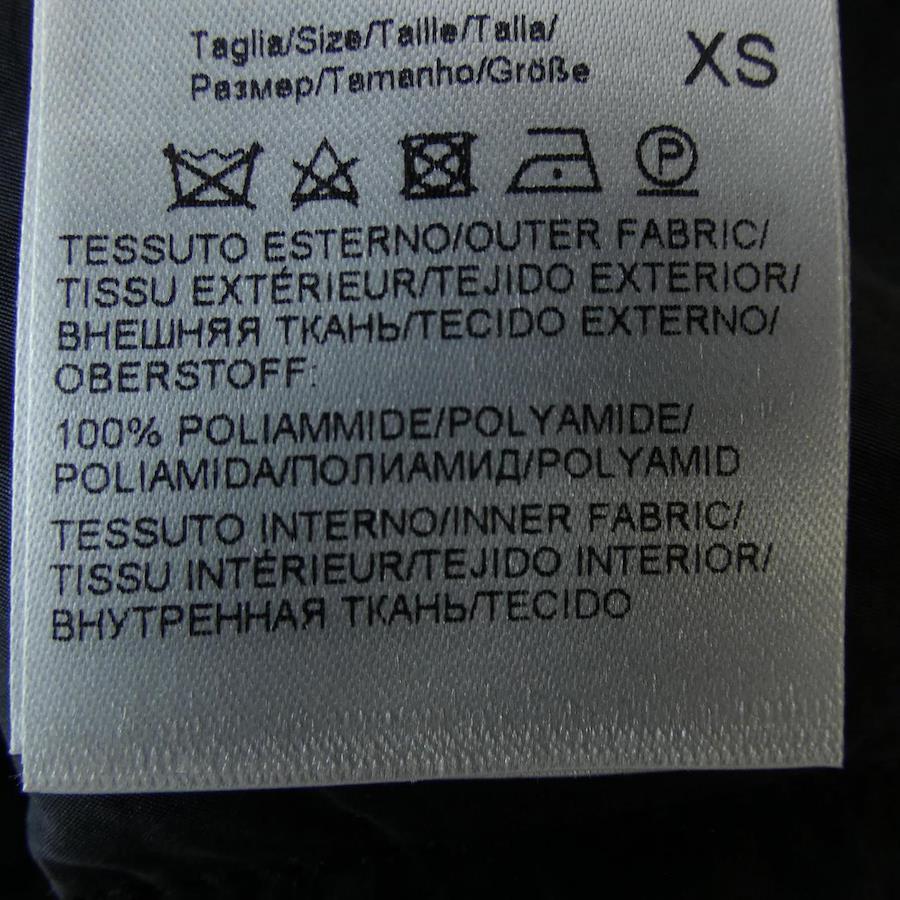 Taglia/Size/Taille/Talla/
Размер/Tamanho/Größe
XS
P
TESSUTO ESTERNO/OUTER FABRIC/
TISSU EXTÉRIEUR/TEJIDO EXTERIOR/
ВНЕШНЯЯ ТКАНЬ/TECIDO EXTERNO/
OBERSTOFF:
100% POLIAMMIDE/POLYAMIDE/
POLIAMIDA/ПОЛИАМИД/POLYAMID
TESSUTO INTERNO/INNER FABRIC/
TISSU INTÉRIEUR/TEJIDO INTERIOR/
ВНУТРЕННАЯ ТКАНЬ/TECIDO